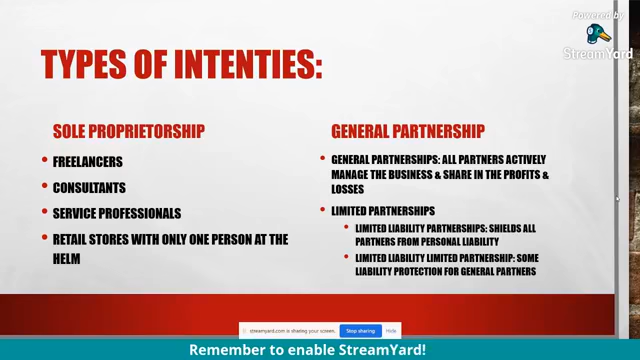 Powered by
StreamYard
TYPES OF INTENTIES:
SOLE PROPRIETORSHIP
• FREELANCERS
• CONSULTANTS
• SERVICE PROFESSIONALS
• RETAIL STORES WITH ONLY ONE PERSON AT THE
HELM
GENERAL PARTNERSHIP
• GENERAL PARTNERSHIPS: ALL PARTNERS ACTIVELY
MANAGE THE BUSINESS & SHARE IN THE PROFITS &
LOSSES
• LIMITED PARTNERSHIPS
• LIMITED LIABILITY PARTNERSHIPS: SHIELDS ALL
PARTNERS FROM PERSONAL LIABILITY
• LIMITED LIABILITY LIMITED PARTNERSHIP: SOME
LIABILITY PROTECTION FOR GENERAL PARTNERS
streamyard.com is sharing your screen. Stop sharing Hide
Remember to enable StreamYard!